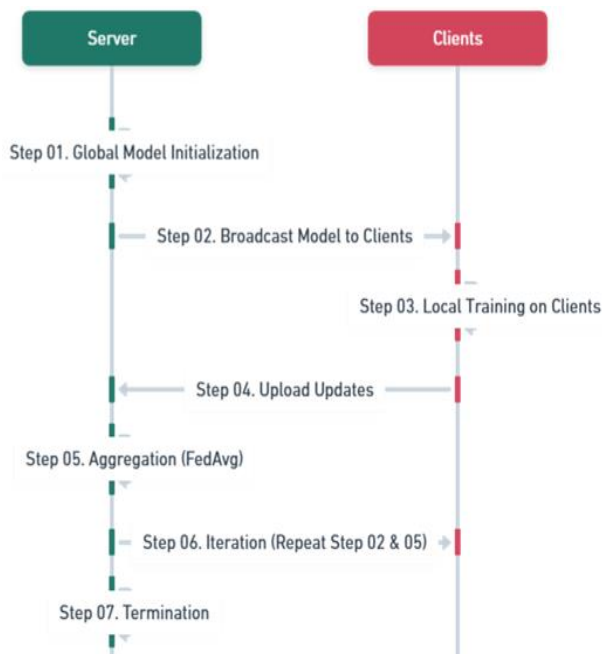 Server
Clients
Step 01. Global Model Initialization
Step 02. Broadcast Model to Clients
Step 03. Local Training on Clients
Step 04. Upload Updates
Step 05. Aggregation (FedAvg)
Step 06. Iteration (Repeat Step 02 & 05)
Step 07. Termination